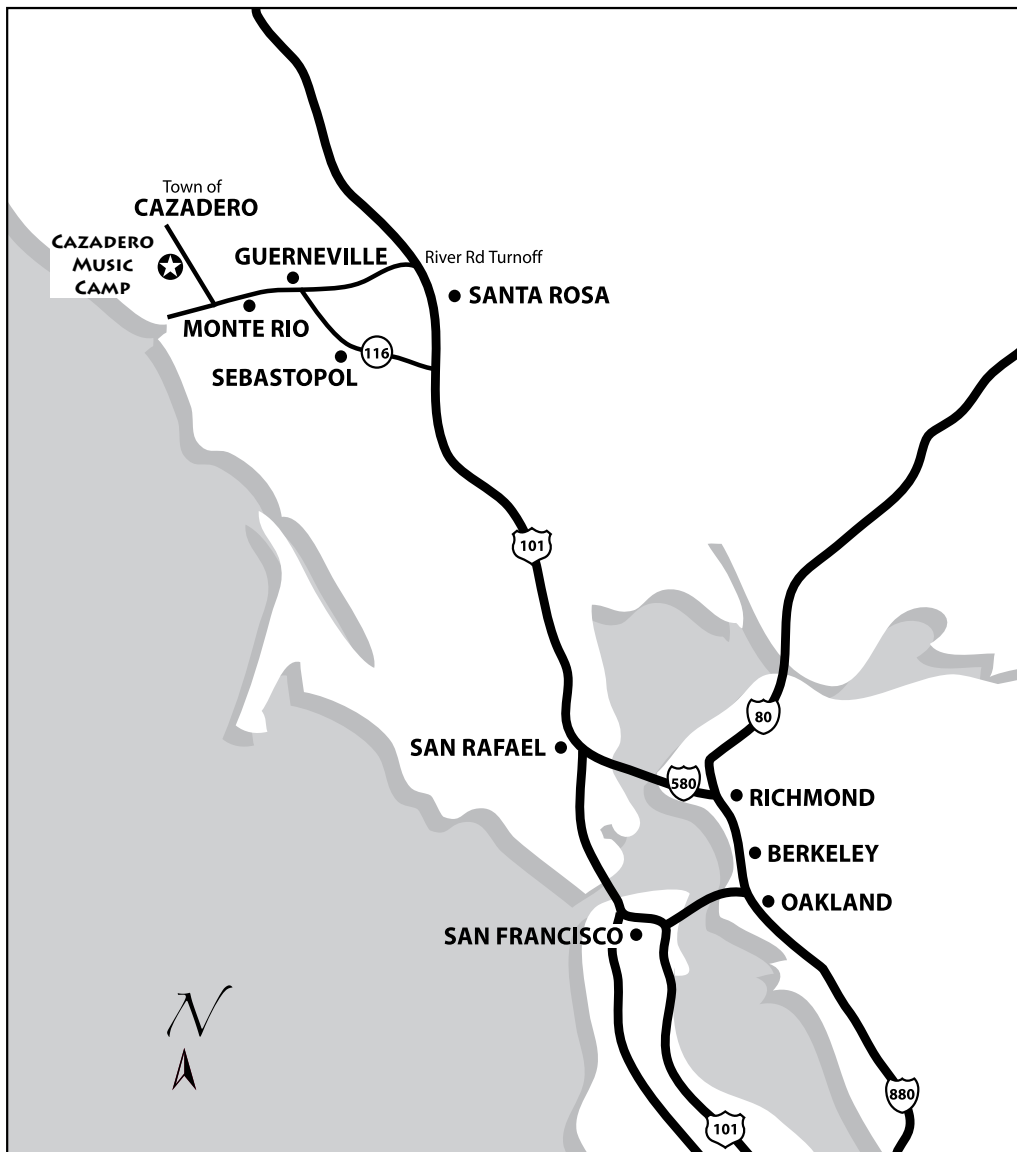 Town of
CAZADERO
CAZADERO
MUSIC
CAMP
GUERNEVILLE
River Rd Turnoff
SANTA ROSA
MONTE RIO
116
SEBASTOPOL
101
80
SAN RAFAEL
580
RICHMOND
BERKELEY
OAKLAND
SAN FRANCISCO
N
880
101